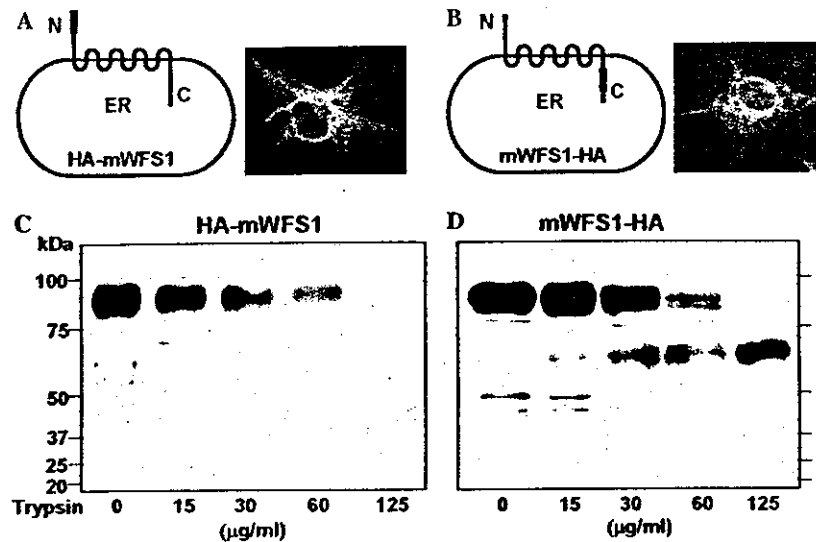 A
N
ER
C
HA-mWFS1
B
N
ER
C
mWFS1-HA
C
HA-mWFS1
kDa
100
75
50
37
25
20
Trypsin 0 15 30 60 125
(μg/ml)
D
mWFS1-HA
0 15 30 60 125
(μg/ml)